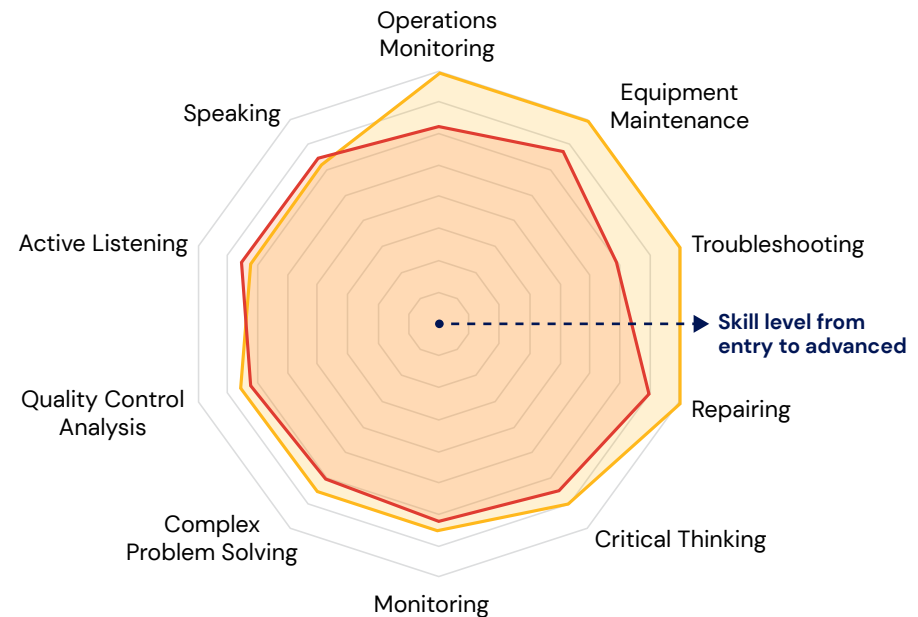 Operations
Monitoring
Equipment
Maintenance
Troubleshooting
Skill level from
entry to advanced
Repairing
Critical Thinking
Monitoring
Complex
Problem Solving
Quality Control
Analysis
Active Listening
Speaking